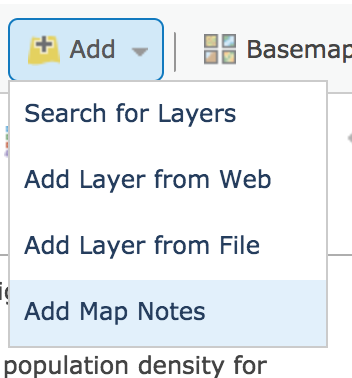 Add
Basemap
Search for Layers
Add Layer from Web
Add Layer from File
Add Map Notes
population density for